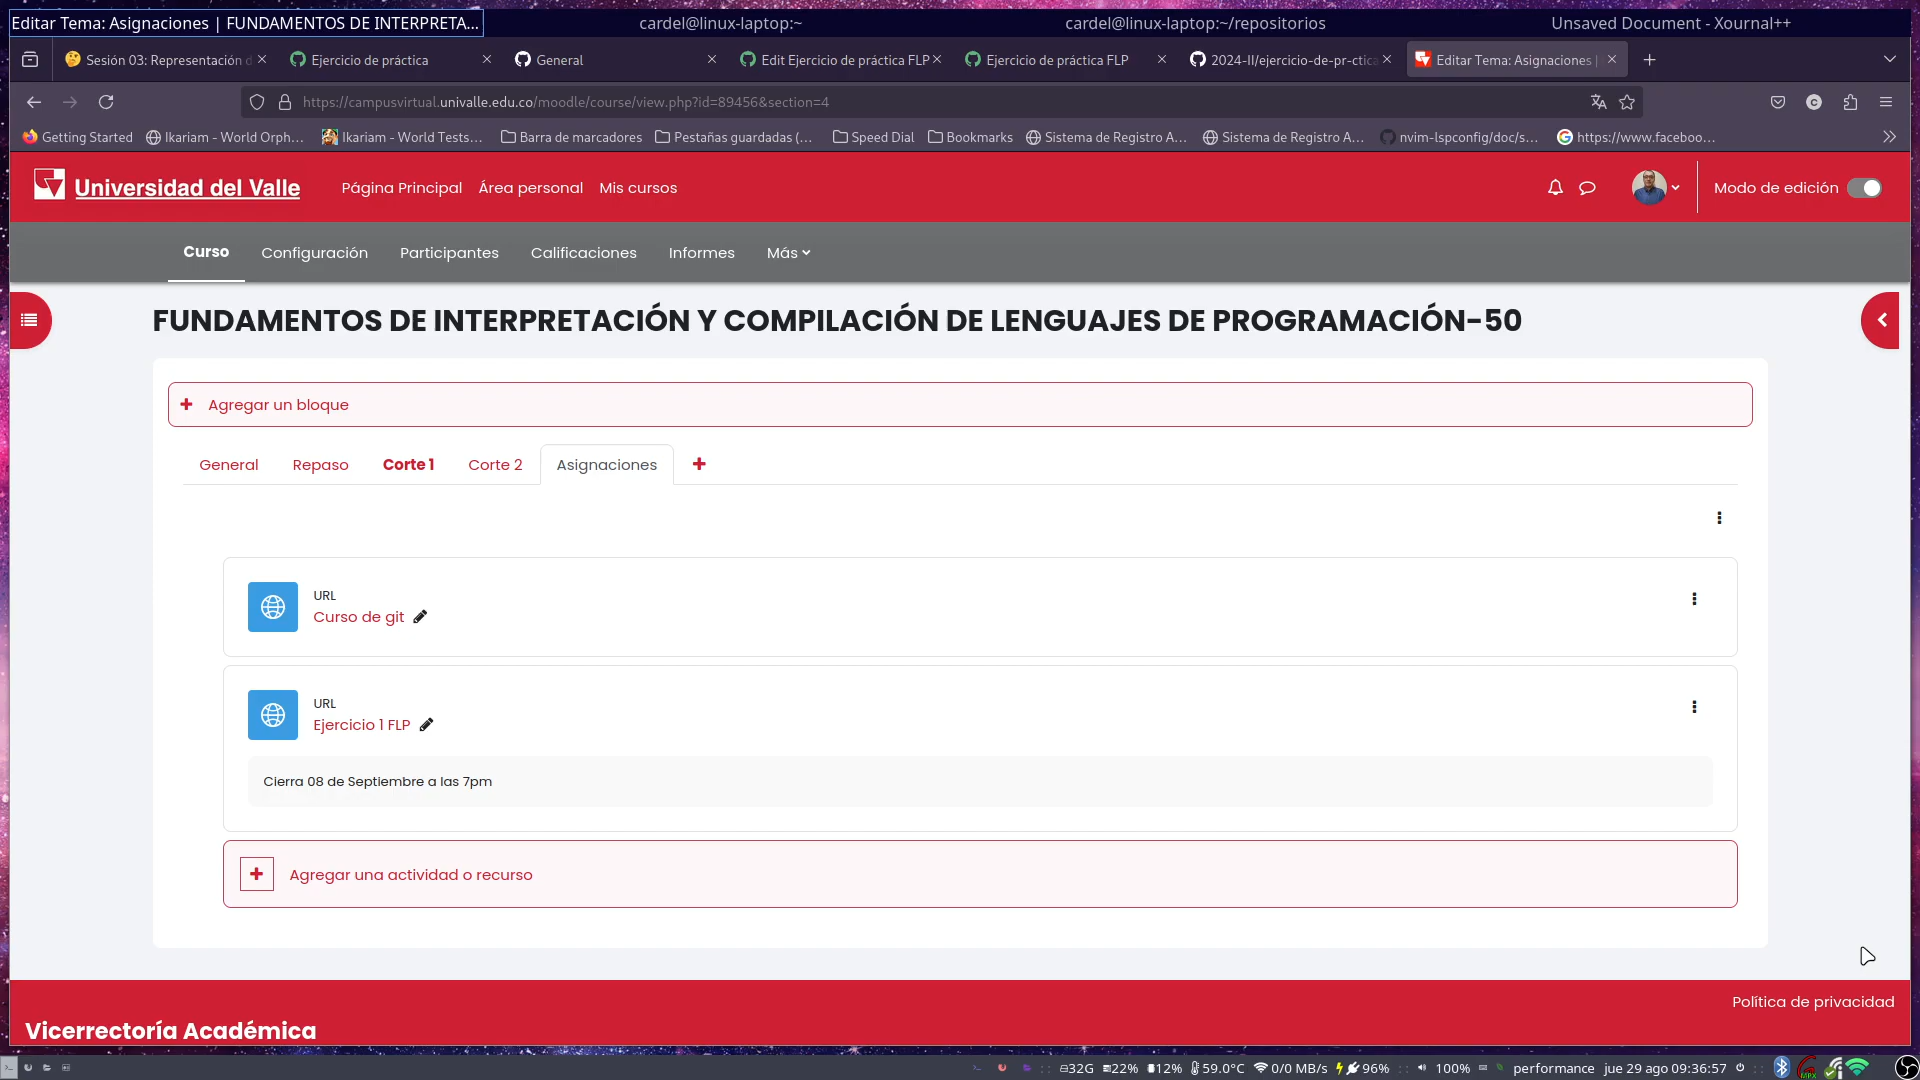 Editar Tema: Asignaciones | FUNDAMENTOS DE INTERPRETA...
cardel@linux-laptop:~
cardel@linux-laptop:~/repositorios
Unsaved Document - Xournal++
Sesión 03: Representación d
Ejercicio de práctica
General
Edit Ejercicio de práctica FLP
Ejercicio de práctica FLP
2024-II/ejercicio-de-pr-ctica
Editar Tema: Asignaciones |
https://campusvirtual.univalle.edu.co/moodle/course/view.php?id=89456&section=4
Getting Started
Ikariam - World Orph...
Ikariam - World Tests...
Barra de marcadores
Pestañas guardadas (...
Speed Dial
Bookmarks
Sistema de Registro A...
Sistema de Registro A...
nvim-lspconfig/doc/s...
https://www.faceboo...
Universidad del Valle
Página Principal
Área personal
Mis cursos
Modo de edición
Curso
Configuración
Participantes
Calificaciones
Informes
Más
FUNDAMENTOS DE INTERPRETACIÓN Y COMPILACIÓN DE LENGUAJES DE PROGRAMACIÓN-50
Agregar un bloque
General
Repaso
Corte 1
Corte 2
Asignaciones
URL
Curso de git
URL
Ejercicio 1 FLP
Cierra 08 de Septiembre a las 7pm
Agregar una actividad o recurso
Política de privacidad
Vicerrectoría Académica
32G
22%
12%
59.0°C
0/0 MB/s
96%
100%
performance
jue 29 ago 09:36:57